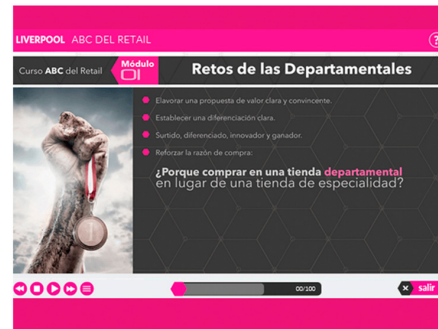 LIVERPOOL ABC DEL RETAIL
?
Curso ABC del Retail
Módulo
01
Retos de las Departamentales
Elavorar una propuesta de valor clara y convincente.
Establecer una diferenciación clara.
Surtido, diferenciado, innovador y ganador.
Reforzar la razón de compra:
¿Porque comprar en una tienda departamental
en lugar de una tienda de especialidad?
00/100
x salir